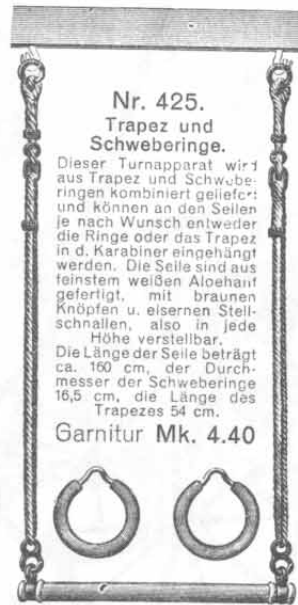 Nr. 425.
Trapez und
Schweberinge.
Dieser Turnapparat wird
aus Trapez und Schwebe-
ringen kombiniert geliefert
und können an den Seilen
je nach Wunsch entweder
die Ringe oder das Trapez
in d. Karabiner eingehängt
werden. Die Seile sind aus
feinstem weißen Aloehanf
gefertigt, mit braunen
Knöpfen u. eisernen Stell-
schnallen, also in jede
Höhe verstellbar.
Die Länge der Seile beträgt
ca. 160 cm, der Durch-
messer der Schweberinge
16,5 cm, die Länge des
Trapezes 54 cm.
Garnitur Mk. 4.40